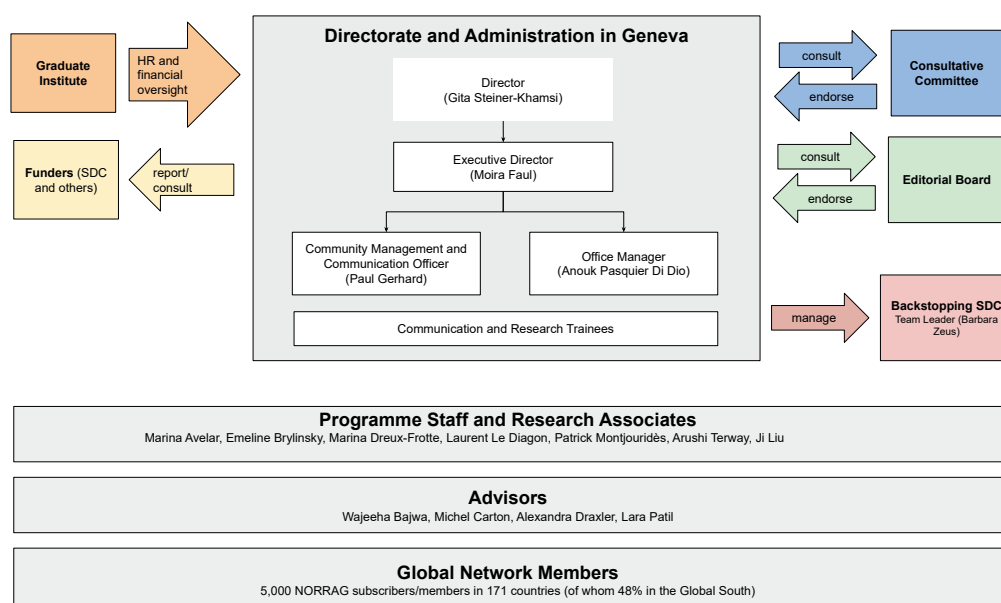 Directorate and Administration in Geneva
Graduate
Institute
HR and
financial
oversight
Director
(Gita Steiner-Khamsi)
consult
endorse
Consultative
Committee
Funders (SDC
and others)
report/
consult
Executive Director
(Moira Faul)
consult
endorse
Editorial Board
Community Management and
Communication Officer
(Paul Gerhard)
Office Manager
(Anouk Pasquier Di Dio)
Communication and Research Trainees
manage
Backstopping SDC
Team Leader (Barbara
Zeus)
Programme Staff and Research Associates
Marina Avelar, Emeline Brylinsky, Marina Dreux-Frotte, Laurent Le Diagon, Patrick Montjouridès, Arushi Terway, Ji Liu
Advisors
Wajeeha Bajwa, Michel Carton, Alexandra Draxler, Lara Patil
Global Network Members
5,000 NORRAG subscribers/members in 171 countries (of whom 48% in the Global South)